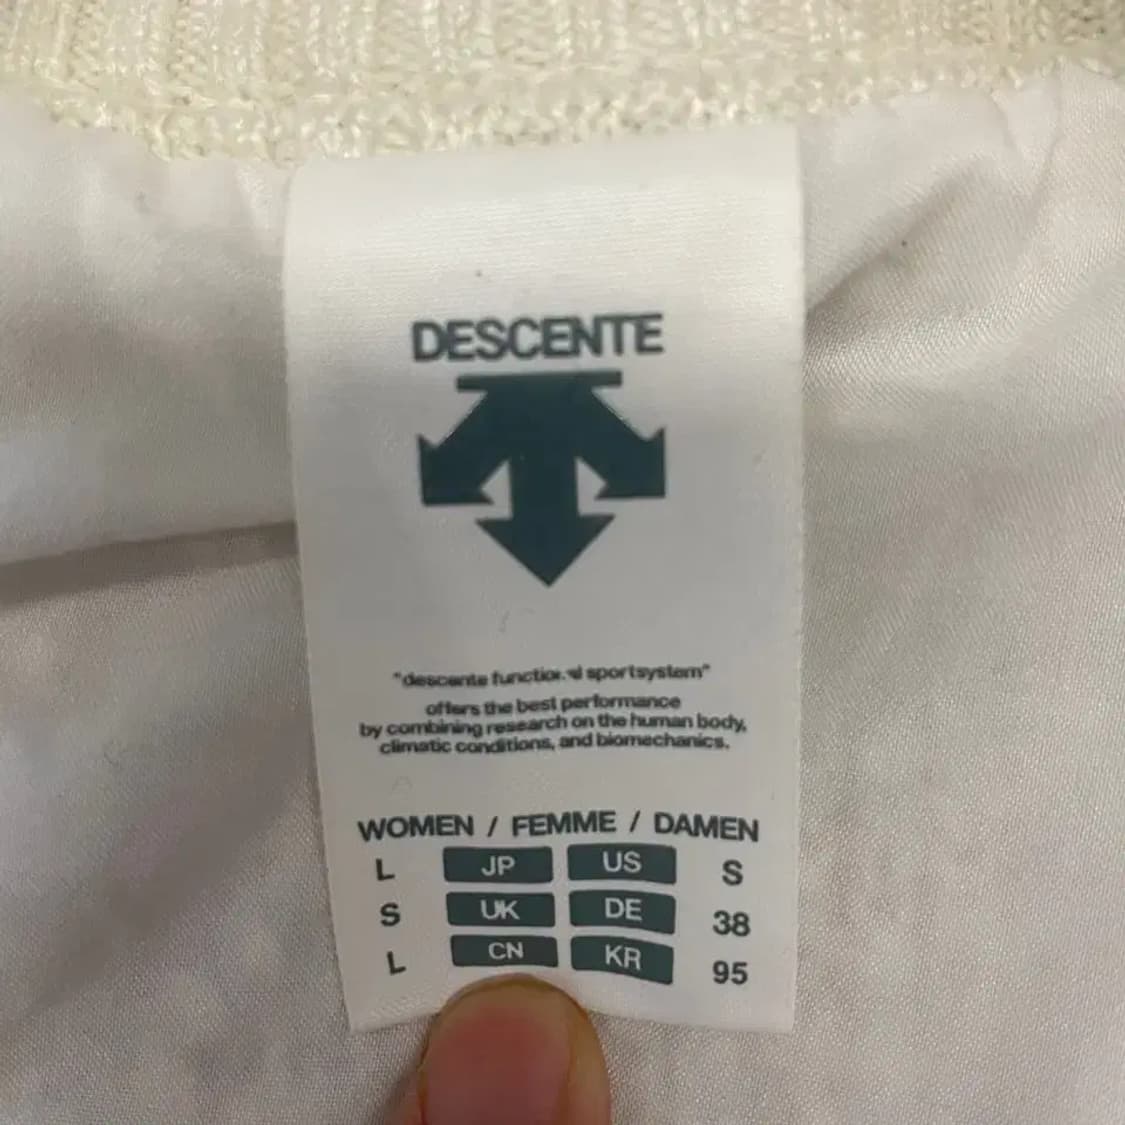 DESCENTE
"descente functional sportsystem"
offers the best performance
by combining research on the human body,
climatic conditions, and biomechanics.
WOMEN / FEMME / DAMEN
L JP US S
S UK DE 38
L CN KR 95